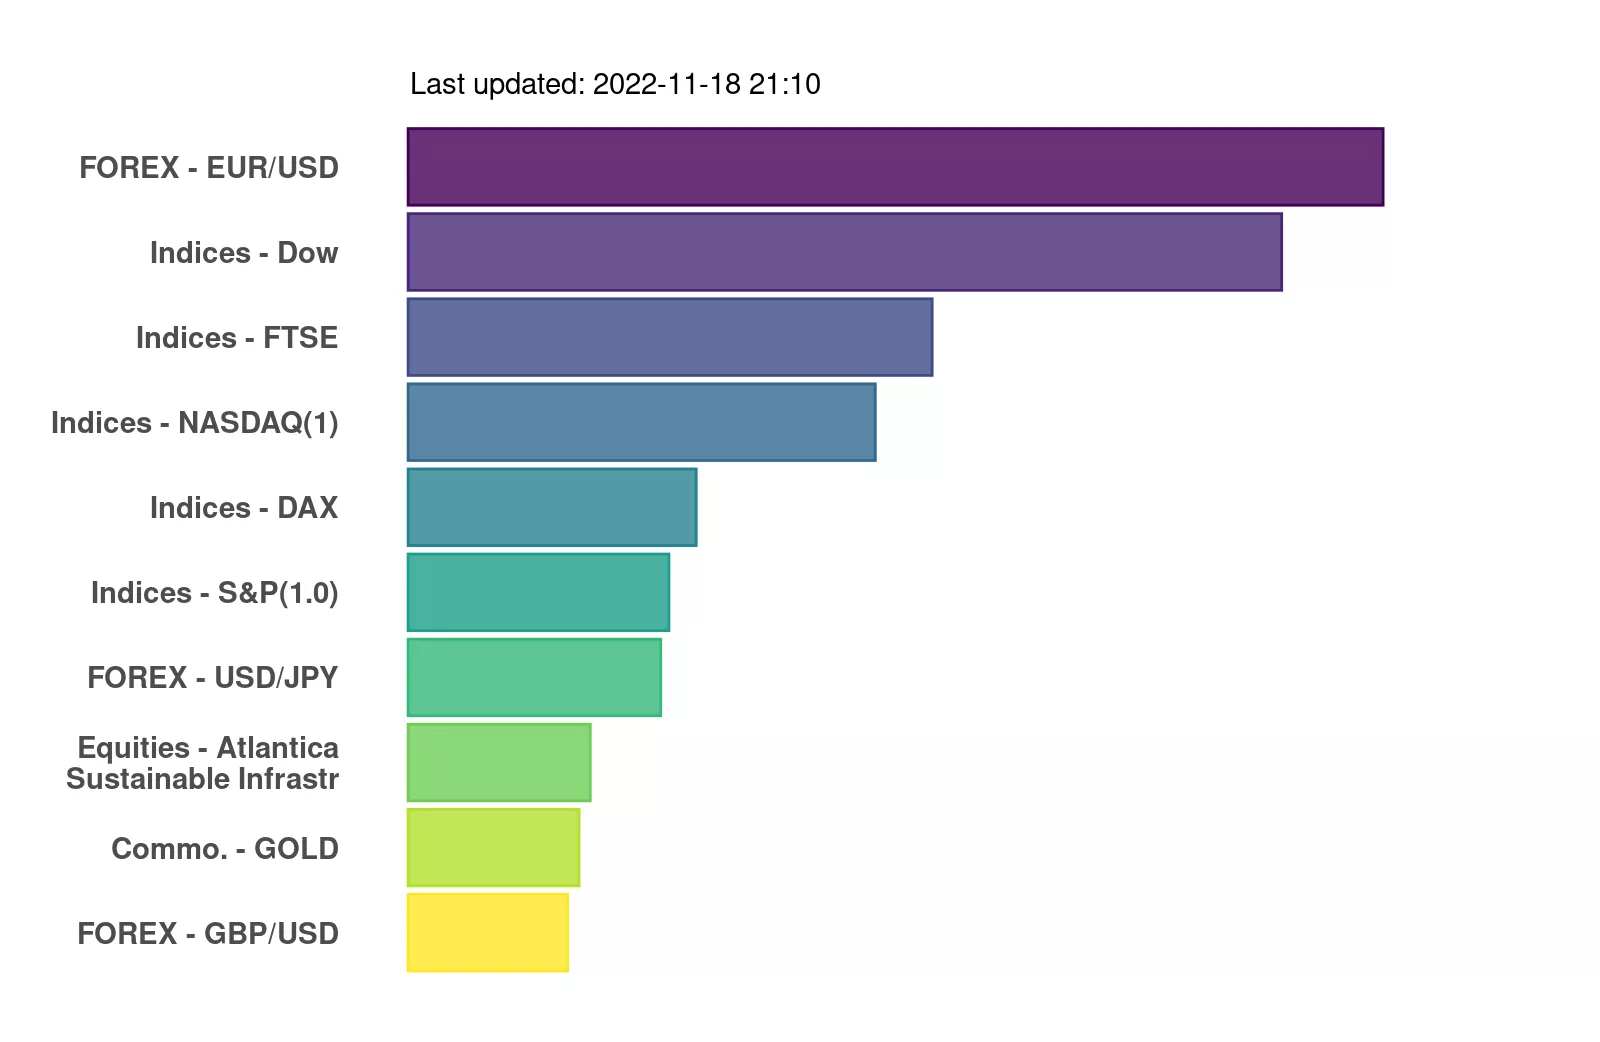 Last updated: 2022-11-18 21:10
FOREX - EUR/USD
Indices - Dow
Indices - FTSE
Indices - NASDAQ(1)
Indices - DAX
Indices - S&P(1.0)
FOREX - USD/JPY
Equities - Atlantica
Sustainable Infrastr
Commo. - GOLD
FOREX - GBP/USD